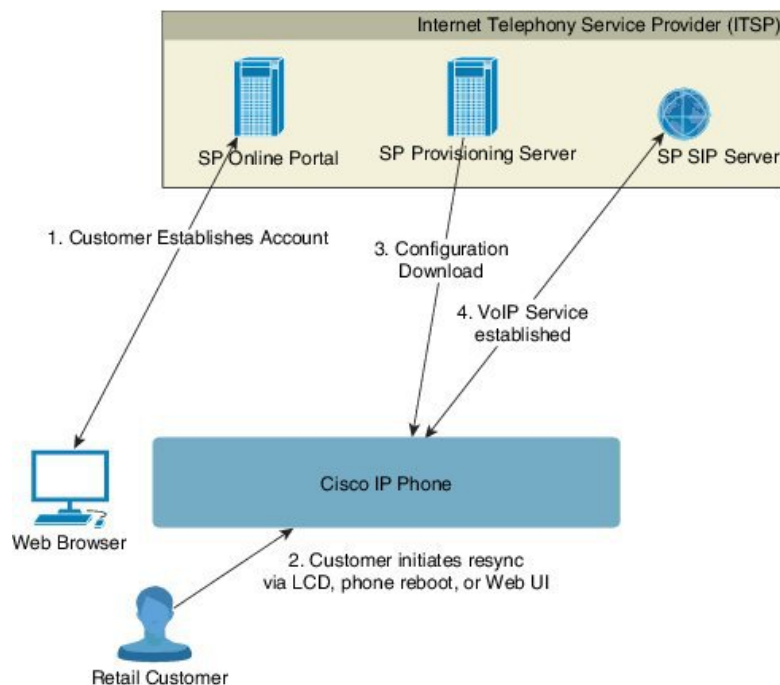 Internet Telephony Service Provider (ITSP)
SP Online Portal
SP Provisioning Server
SP SIP Server
1. Customer Establishes Account
3. Configuration
Download
4. VoIP Service
established
Cisco IP Phone
Web Browser
2. Customer initiates resync
via LCD, phone reboot, or Web UI
Retail Customer